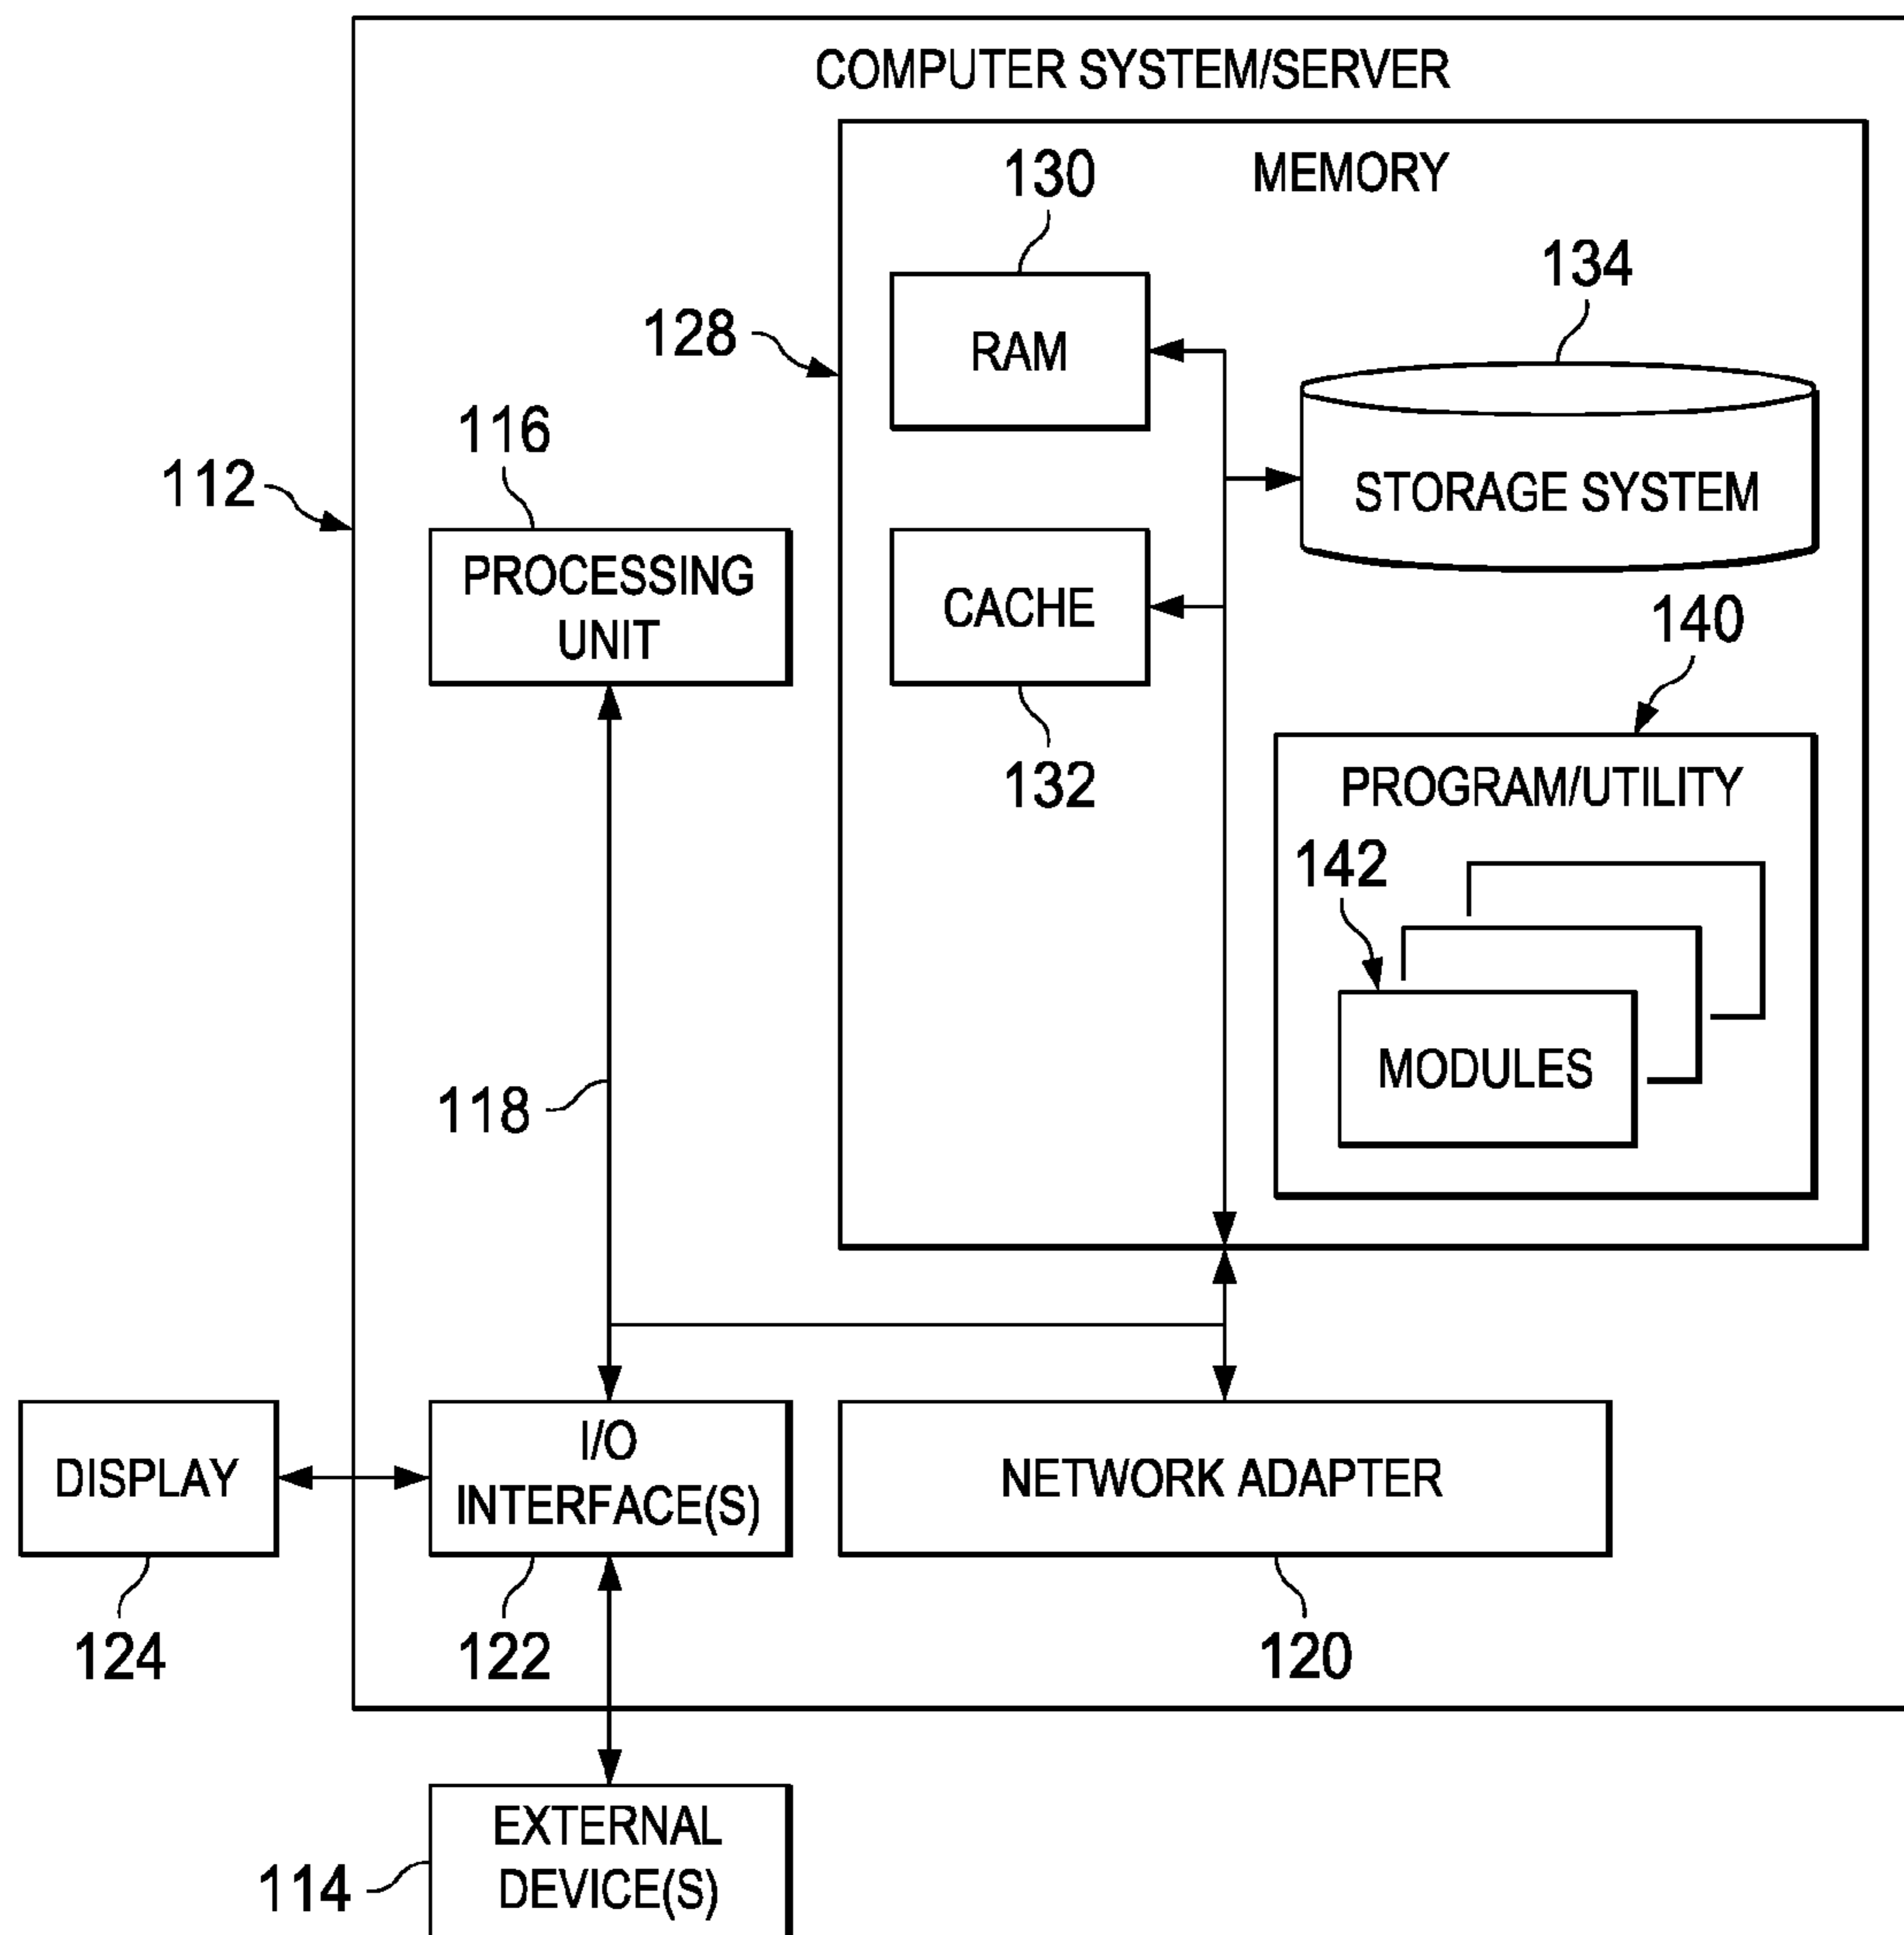 COMPUTER SYSTEM/SERVER
MEMORY
130
134
128
RAM
116
112
STORAGE SYSTEM
PROCESSING
UNIT
CACHE
140
132
PROGRAM/UTILITY
142
MODULES
118
DISPLAY
I/O
INTERFACE(S)
NETWORK ADAPTER
124
122
120
EXTERNAL
DEVICE(S)
114